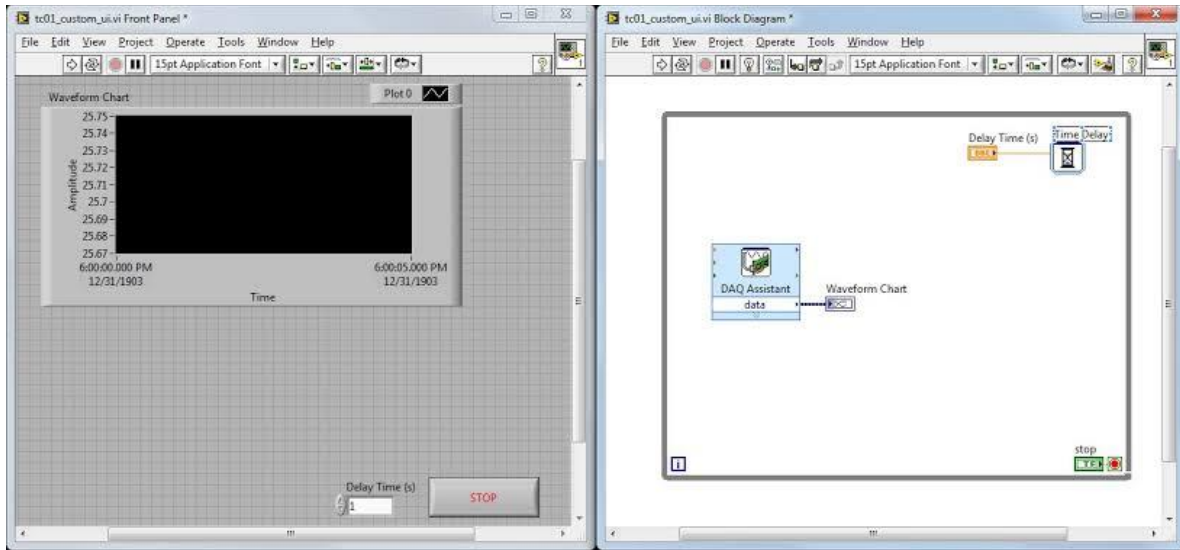 tc01_custom_ui.vi Front Panel *
File Edit View Project Operate Tools Window Help
15pt Application Font
?
1
Waveform Chart
Plot 0
Amplitude
25.75
25.74
25.73
25.72
25.71
25.7
25.69
25.68
25.67
6:00:00.000 PM
12/31/1903
6:00:05.000 PM
12/31/1903
Time
Delay Time (s)
1
STOP
tc01_custom_ui.vi Block Diagram *
File Edit View Project Operate Tools Window Help
15pt Application Font
?
1
Delay Time (s)
Time Delay
DAQ Assistant
data
Waveform Chart
i
stop
TF